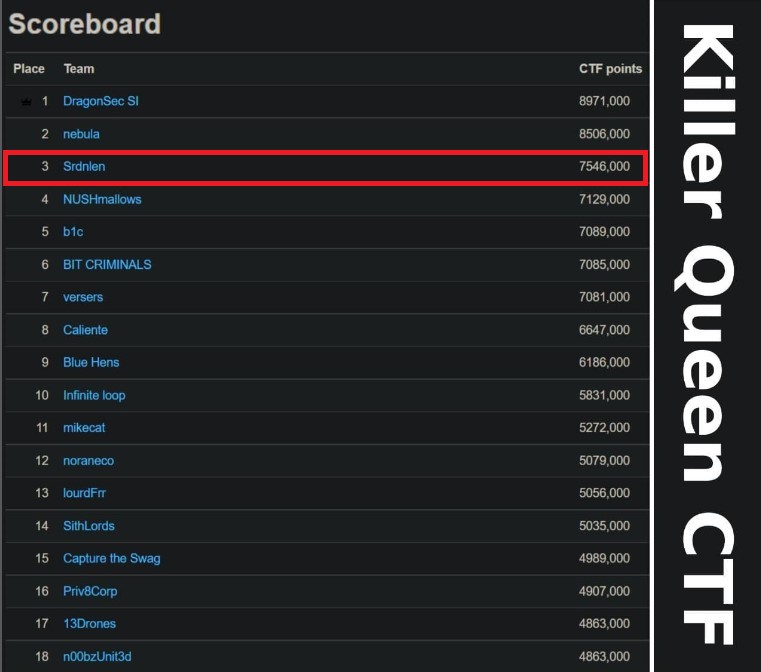 Scoreboard
Place Team CTF points
1 DragonSec SI 8971,000
2 nebula 8506,000
3 Srdnlen 7546,000
4 NUSHmallows 7129,000
5 b1c 7089,000
6 BIT CRIMINALS 7085,000
7 versers 7081,000
8 Caliente 6647,000
9 Blue Hens 6186,000
10 Infinite loop 5831,000
11 mikecat 5272,000
12 noraneco 5079,000
13 lourdFrr 5056,000
14 SithLords 5035,000
15 Capture the Swag 4989,000
16 Priv8Corp 4907,000
17 13Drones 4863,000
18 n00bzUnit3d 4863,000
Killer Queen CTF